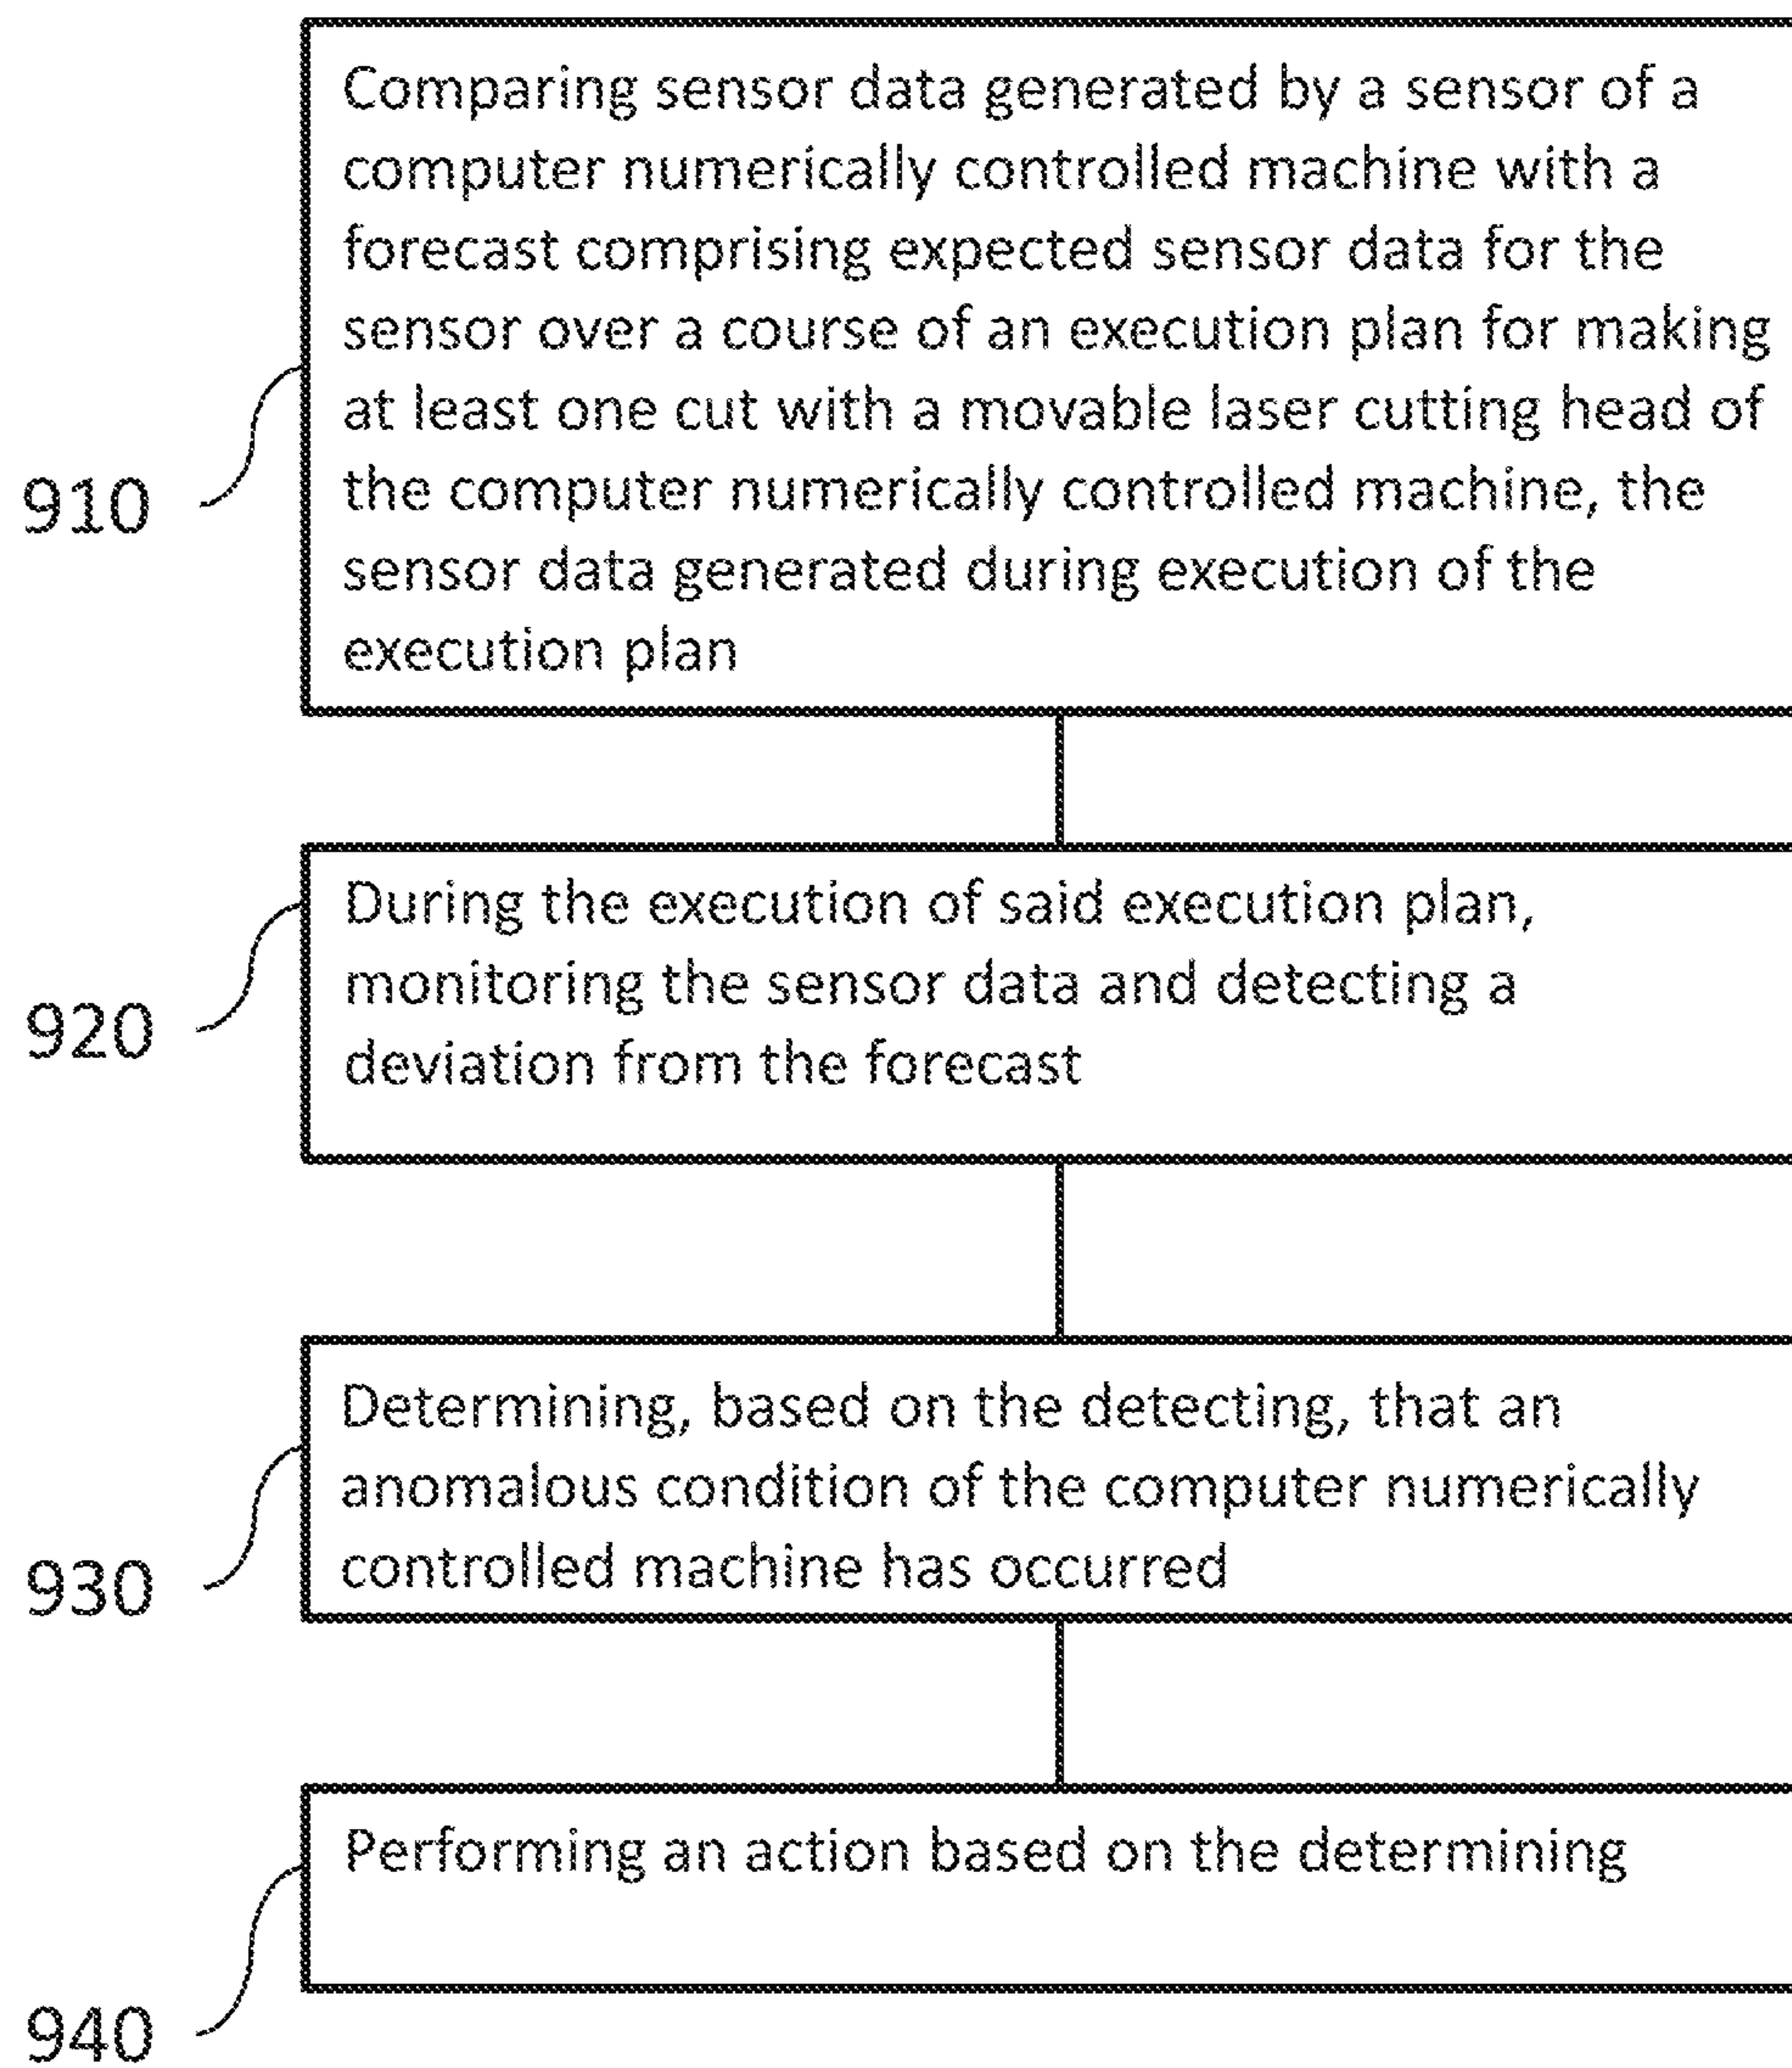 Comparing sensor data generated by a sensor of a
computer numerically controlled machine with a
forecast comprising expected sensor data for the
sensor over a course of an execution plan for making
at least one cut with a movable laser cutting head of
the computer numerically controlled machine, the
sensor data generated during execution of the
execution plan
910
During the execution of said execution plan,
monitoring the sensor data and detecting a
deviation from the forecast
920
Determining, based on the detecting, that an
anomalous condition of the computer numerically
controlled machine has occurred
930
Performing an action based on the determining
940